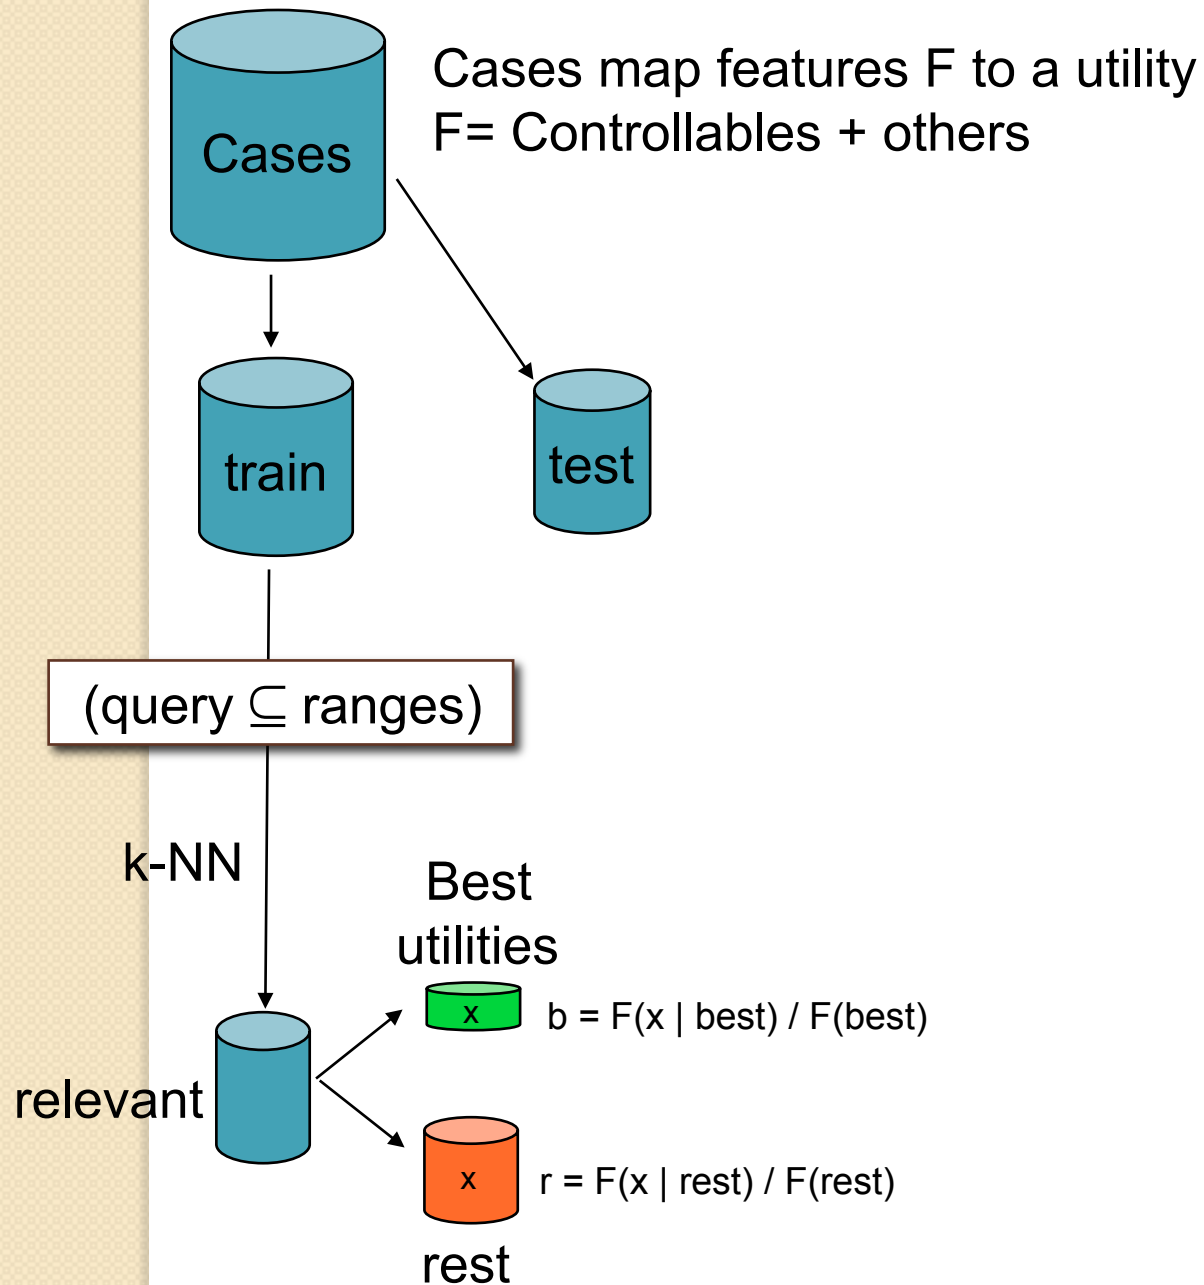 Cases map features F to a utility
F= Controllables + others
Cases
train
test
(query ⊆ ranges)
k-NN
Best
utilities
x
b = F(x | best) / F(best)
relevant
x
r = F(x | rest) / F(rest)
rest